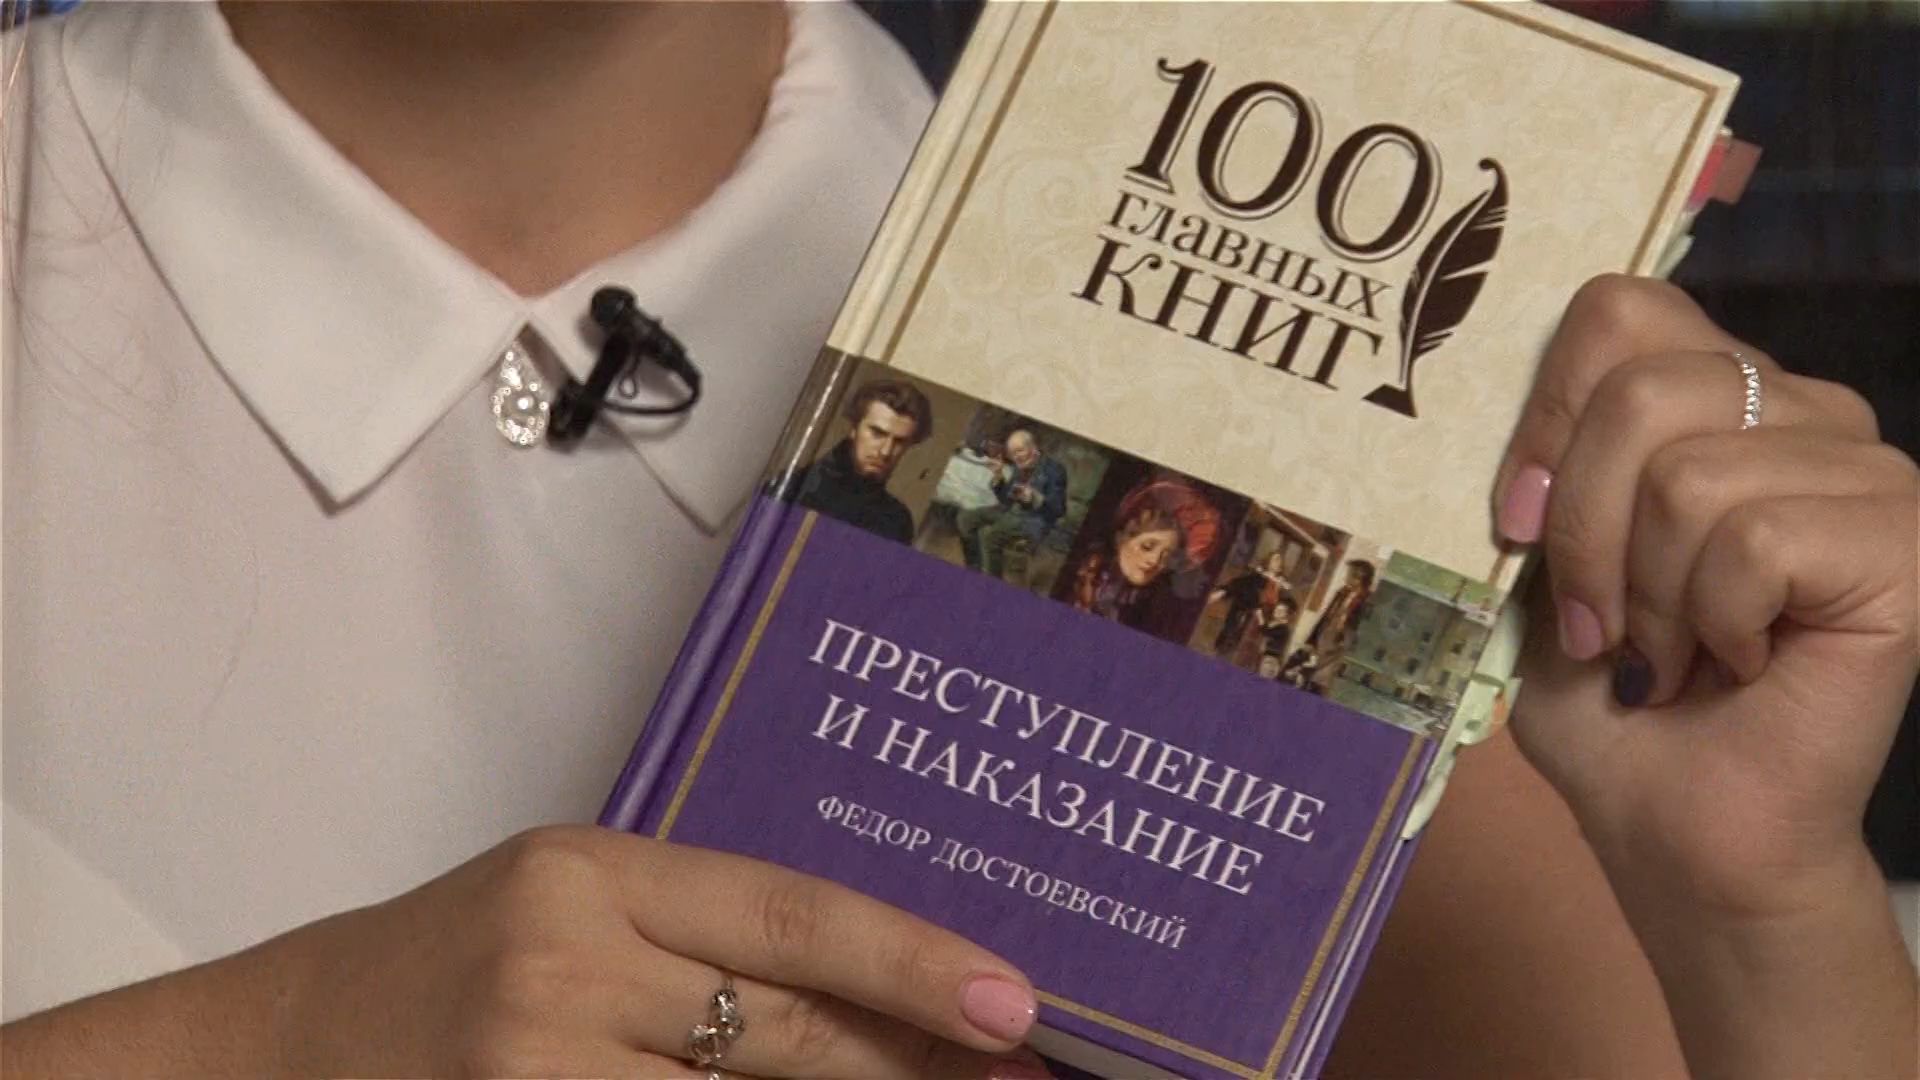 100
главных
книг
ПРЕСТУПЛЕНИЕ
И НАКАЗАНИЕ
ФЕДОР ДОСТОЕВСКИЙ